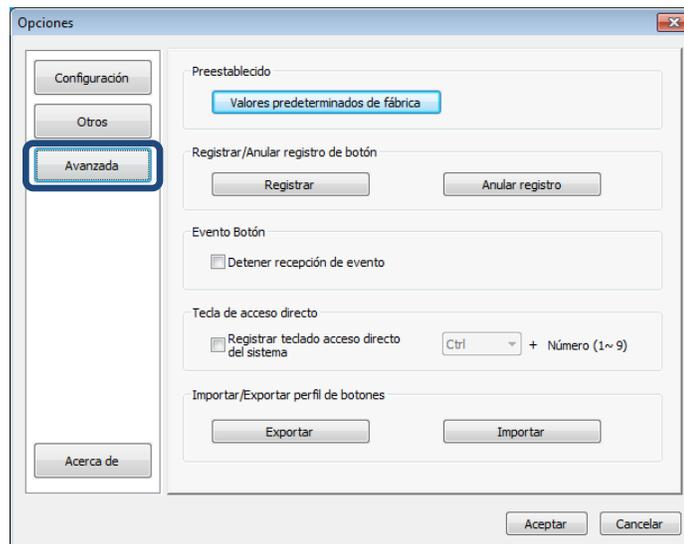 Opciones
Configuración
Otros
Avanzada
Acerca de
Preestablecido
Valores predeterminados de fábrica
Registrar/Anular registro de botón
Registrar
Anular registro
Evento Botón
Detener recepción de evento
Tecla de acceso directo
Registrar teclado acceso directo
del sistema
Ctrl
+ Número (1~ 9)
Importar/Exportar perfil de botones
Exportar
Importar
Aceptar
Cancelar